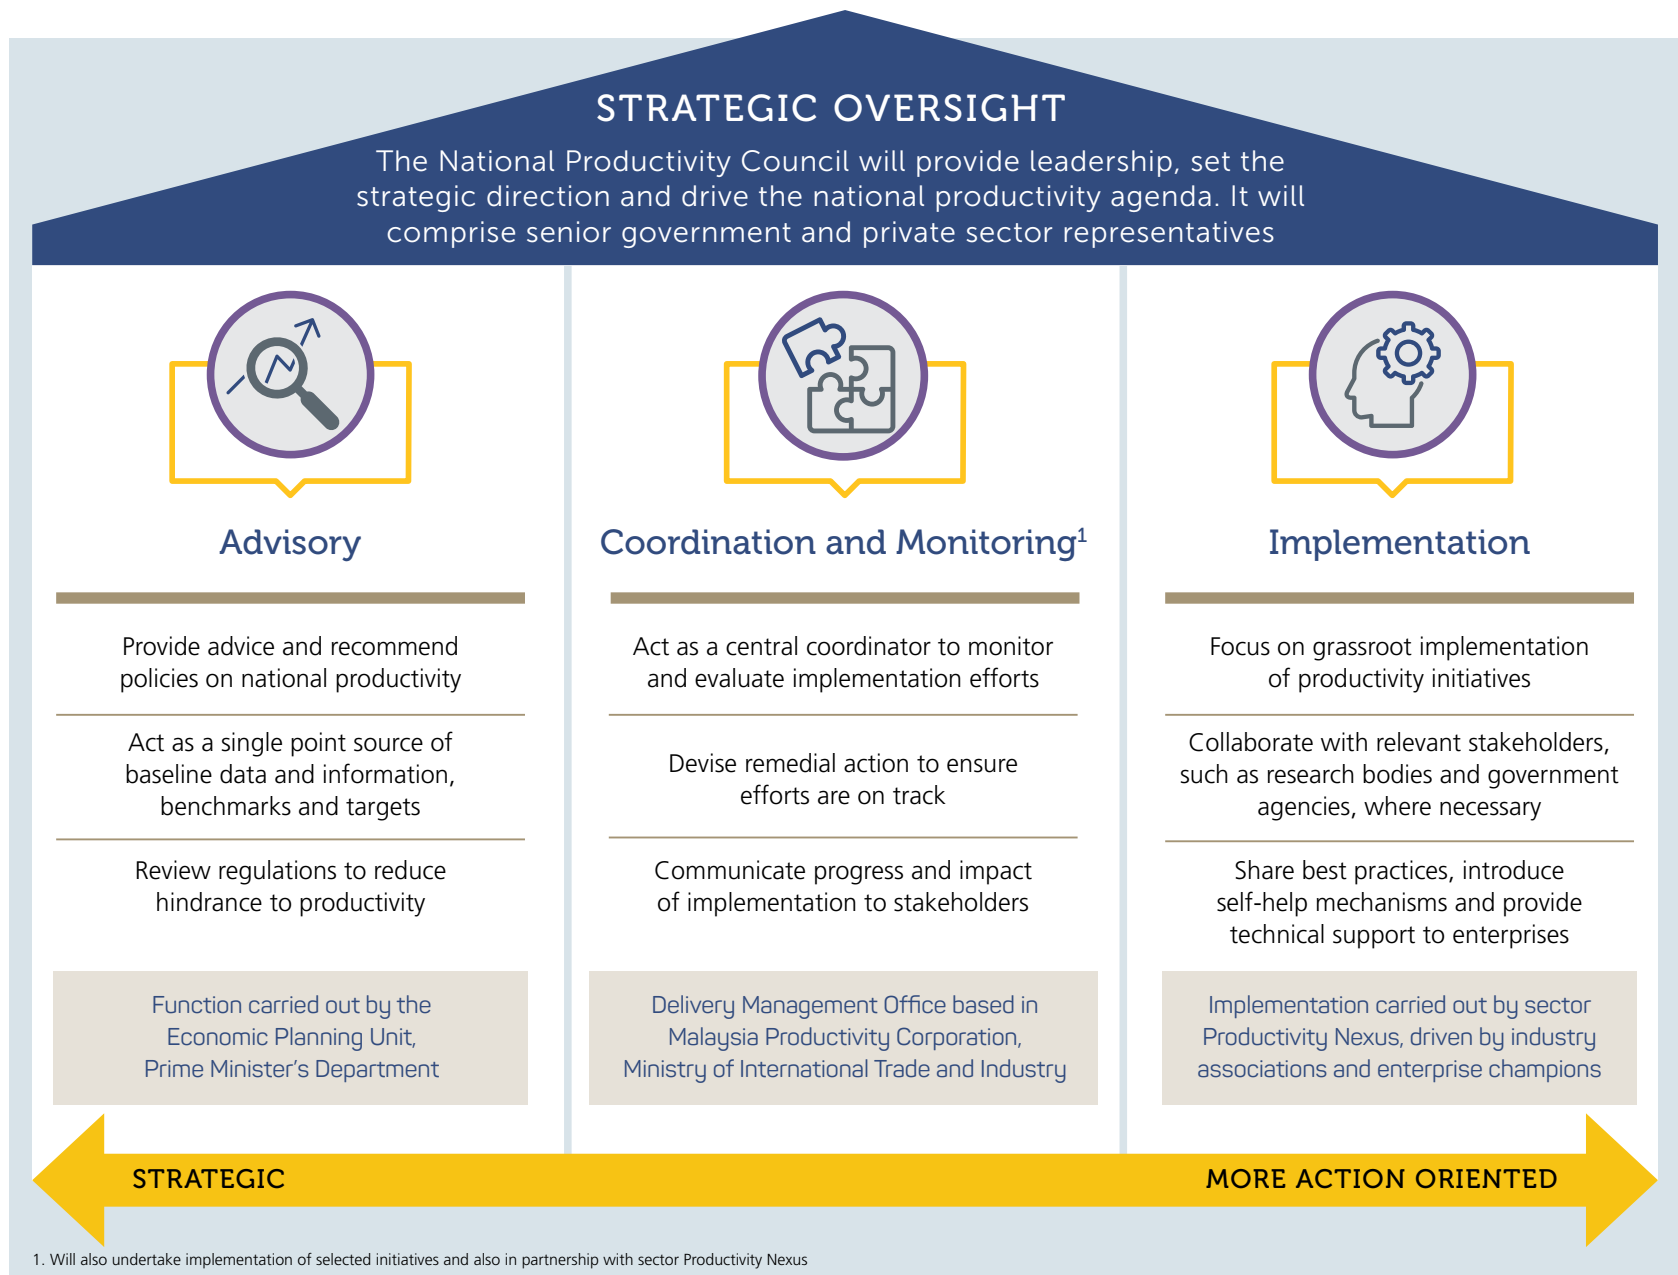 STRATEGIC OVERSIGHT
The National Productivity Council will provide leadership, set the
strategic direction and drive the national productivity agenda. It will
comprise senior government and private sector representatives
Advisory
Provide advice and recommend
policies on national productivity
Act as a single point source of
baseline data and information,
benchmarks and targets
Review regulations to reduce
hindrance to productivity
Function carried out by the
Economic Planning Unit,
Prime Minister’s Department
Coordination and Monitoring¹
Act as a central coordinator to monitor
and evaluate implementation efforts
Devise remedial action to ensure
efforts are on track
Communicate progress and impact
of implementation to stakeholders
Delivery Management Office based in
Malaysia Productivity Corporation,
Ministry of International Trade and Industry
Implementation
Focus on grassroot implementation
of productivity initiatives
Collaborate with relevant stakeholders,
such as research bodies and government
agencies, where necessary
Share best practices, introduce
self-help mechanisms and provide
technical support to enterprises
Implementation carried out by sector
Productivity Nexus, driven by industry
associations and enterprise champions
STRATEGIC
MORE ACTION ORIENTED
1. Will also undertake implementation of selected initiatives and also in partnership with sector Productivity Nexus